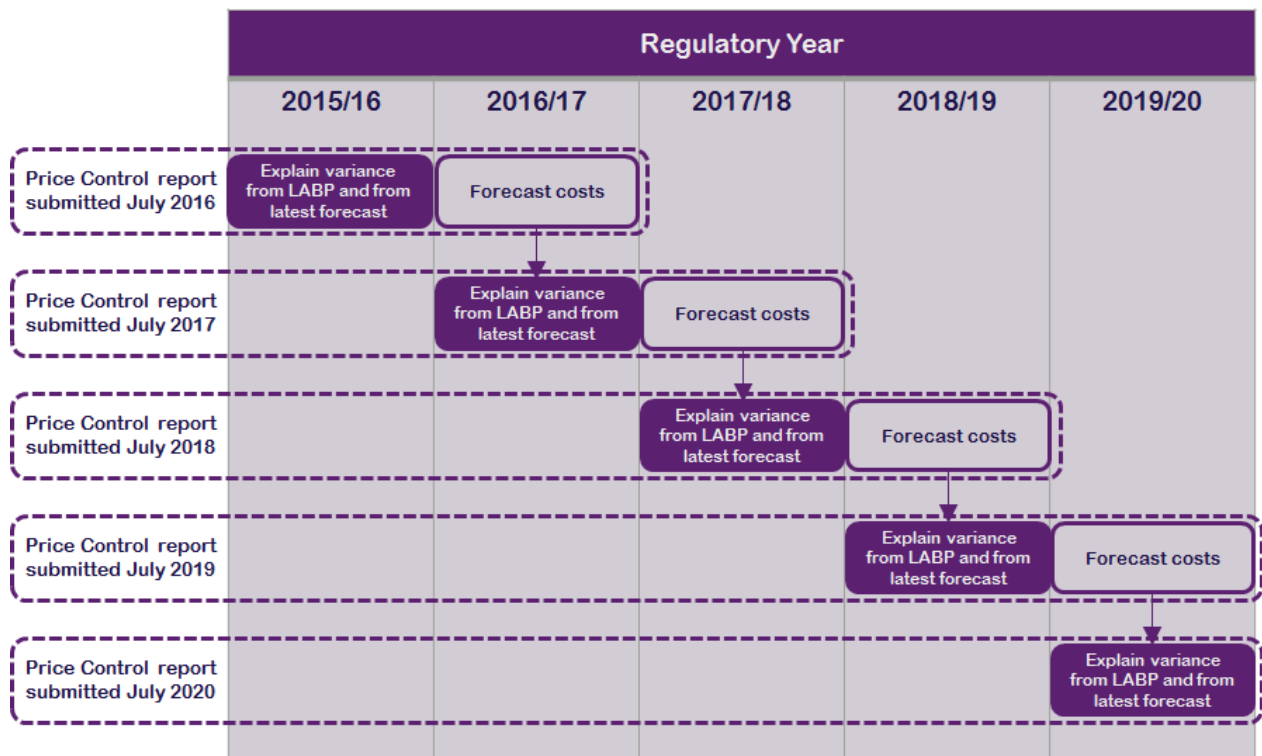 Regulatory Year
2015/16 2016/17 2017/18 2018/19 2019/20
Price Control report
submitted July 2016
Explain variance
from LABP and from
latest forecast
Forecast costs
Price Control report
submitted July 2017
Explain variance
from LABP and from
latest forecast
Forecast costs
Price Control report
submitted July 2018
Explain variance
from LABP and from
latest forecast
Forecast costs
Price Control report
submitted July 2019
Explain variance
from LABP and from
latest forecast
Forecast costs
Price Control report
submitted July 2020
Explain variance
from LABP and from
latest forecast